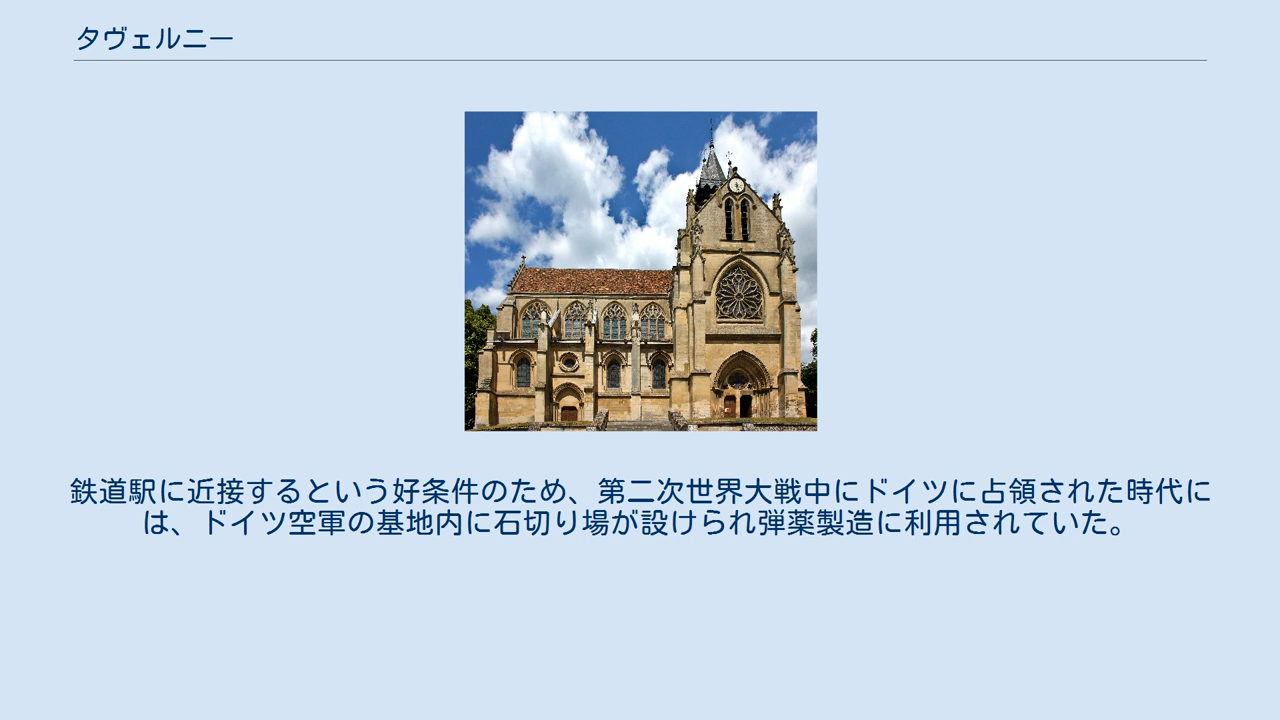 タヴェルニー
鉄道駅に近接するという好条件のため、第二次世界大戦中にドイツに占領された時代に
は、ドイツ空軍の基地内に石切り場が設けられ弾薬製造に利用されていた。